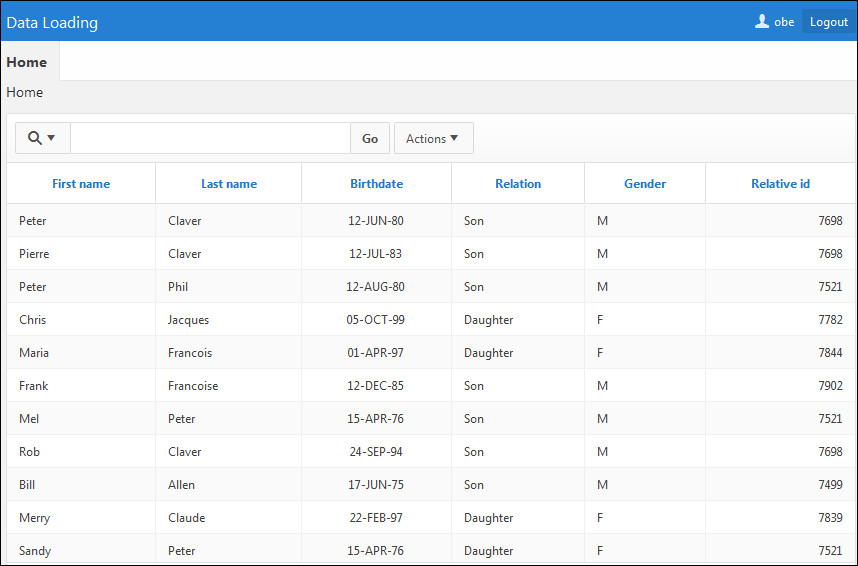 Data Loading obe Logout
Home
Home
Go Actions
First name Last name Birthdate Relation Gender Relative id
Peter Claver 12-JUN-80 Son M 7698
Pierre Claver 12-JUL-83 Son M 7698
Peter Phil 12-AUG-80 Son M 7521
Chris Jacques 05-OCT-99 Daughter F 7782
Maria Francois 01-APR-97 Daughter F 7844
Frank Francoise 12-DEC-85 Son M 7902
Mel Peter 15-APR-76 Son M 7521
Rob Claver 24-SEP-94 Son M 7698
Bill Allen 17-JUN-75 Son M 7499
Merry Claude 22-FEB-97 Daughter F 7839
Sandy Peter 15-APR-76 Daughter F 7521